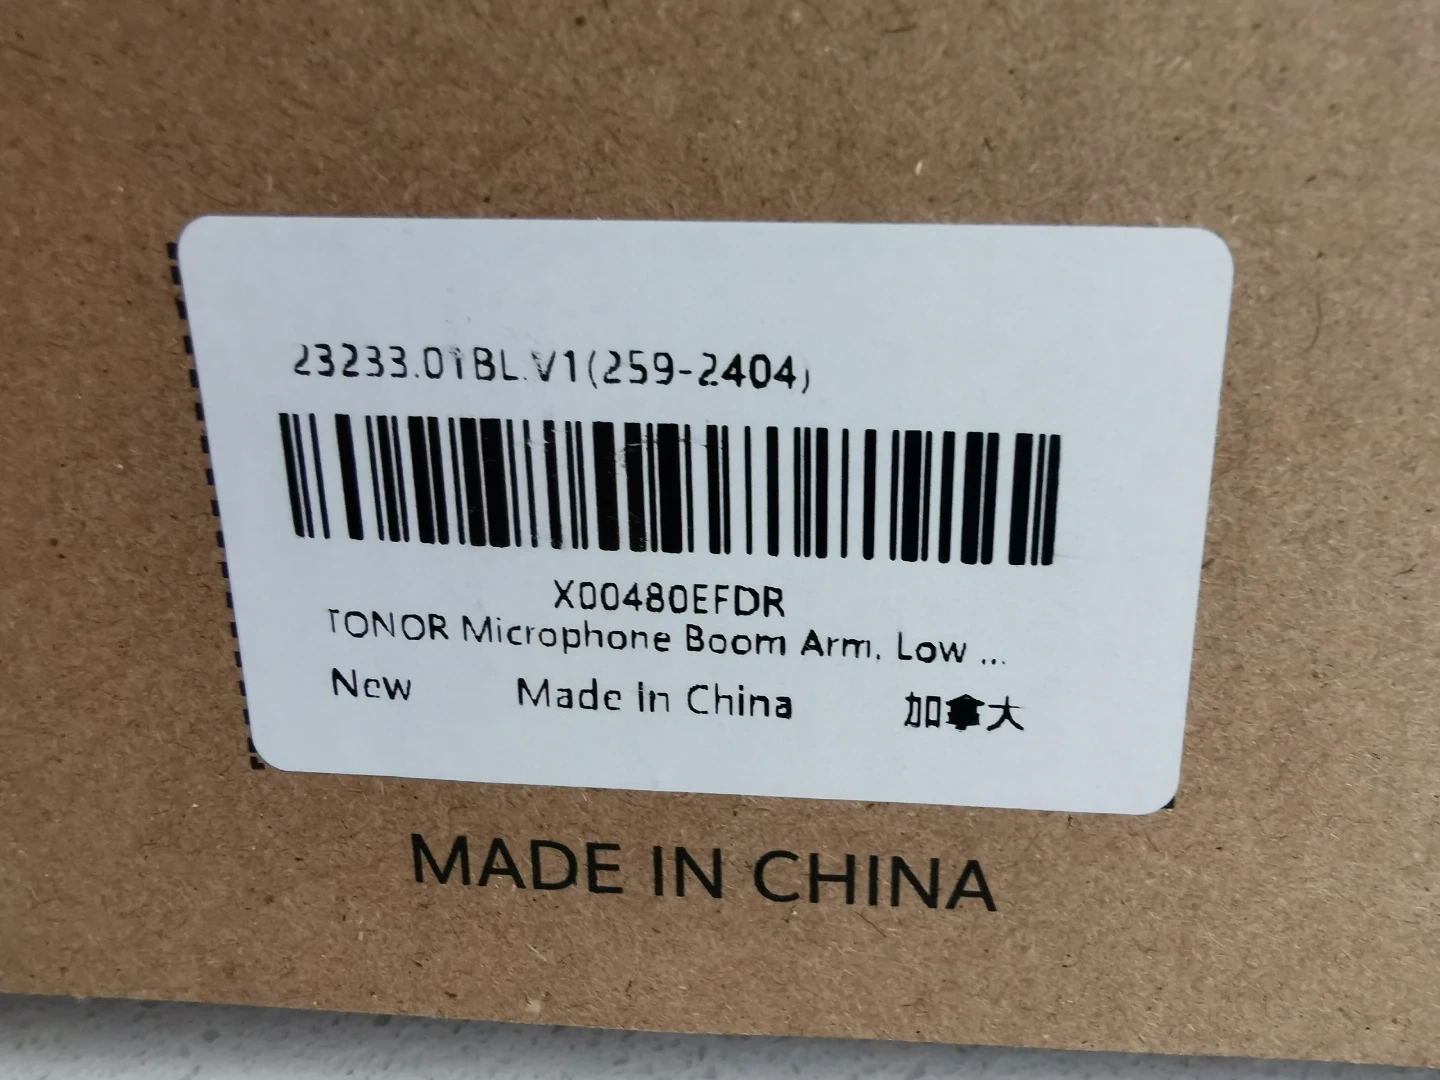 23233.01BL.V1(259-2404)
X00480EFDR
TONOR Microphone Boom Arm, Low ...
New Made in China 加拿大
MADE IN CHINA